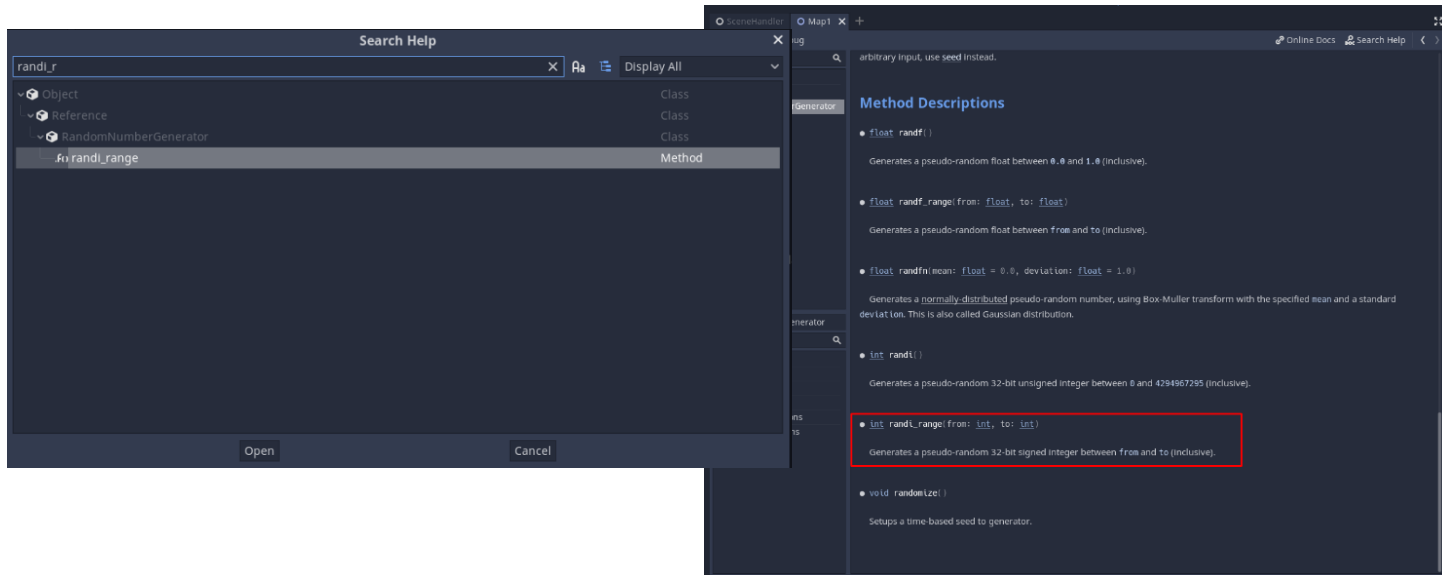 Search Help
randi_r
Aa
Display All
Object Class
Reference Class
RandomNumberGenerator Class
randi_range Method
Open Cancel
SceneHandler Map1
ug
Online Docs Search Help
rGenerator
enerator
ns
ns
arbitrary input, use seed instead.
Method Descriptions
float randf()
Generates a pseudo-random float between 0.0 and 1.0 (inclusive).
float randf_range(from: float, to: float)
Generates a pseudo-random float between from and to (inclusive).
float randfn(mean: float = 0.0, deviation: float = 1.0)
Generates a normally-distributed pseudo-random number, using Box-Muller transform with the specified mean and a standard
deviation. This is also called Gaussian distribution.
int randi()
Generates a pseudo-random 32-bit unsigned integer between 0 and 4294967295 (inclusive).
int randi_range(from: int, to: int)
Generates a pseudo-random 32-bit signed integer between from and to (inclusive).
void randomize()
Setups a time-based seed to generator.